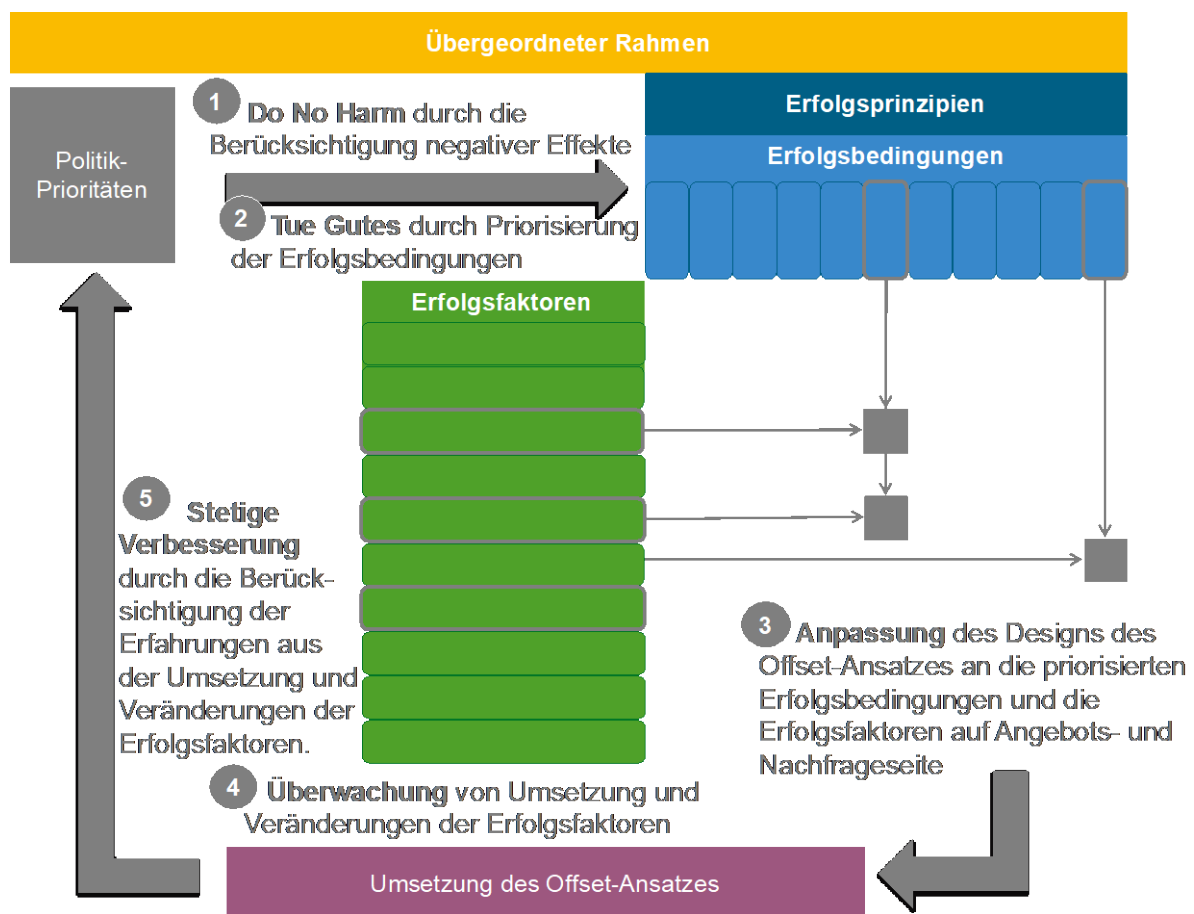 Übergeordneter Rahmen
Politik-
Prioritäten
1 Do No Harm durch die
Berücksichtigung negativer Effekte
2 Tue Gutes durch Priorisierung
der Erfolgsbedingungen
Erfolgsprinzipien
Erfolgsbedingungen
Erfolgsfaktoren
3 Anpassung des Designs des
Offset-Ansatzes an die priorisierten
Erfolgsbedingungen und die
Erfolgsfaktoren auf Angebots- und
Nachfrageseite
4 Überwachung von Umsetzung und
Veränderungen der Erfolgsfaktoren
5 Stetige
Verbesserung
durch die Berück-
sichtigung der
Erfahrungen aus
der Umsetzung und
Veränderungen der
Erfolgsfaktoren.
Umsetzung des Offset-Ansatzes